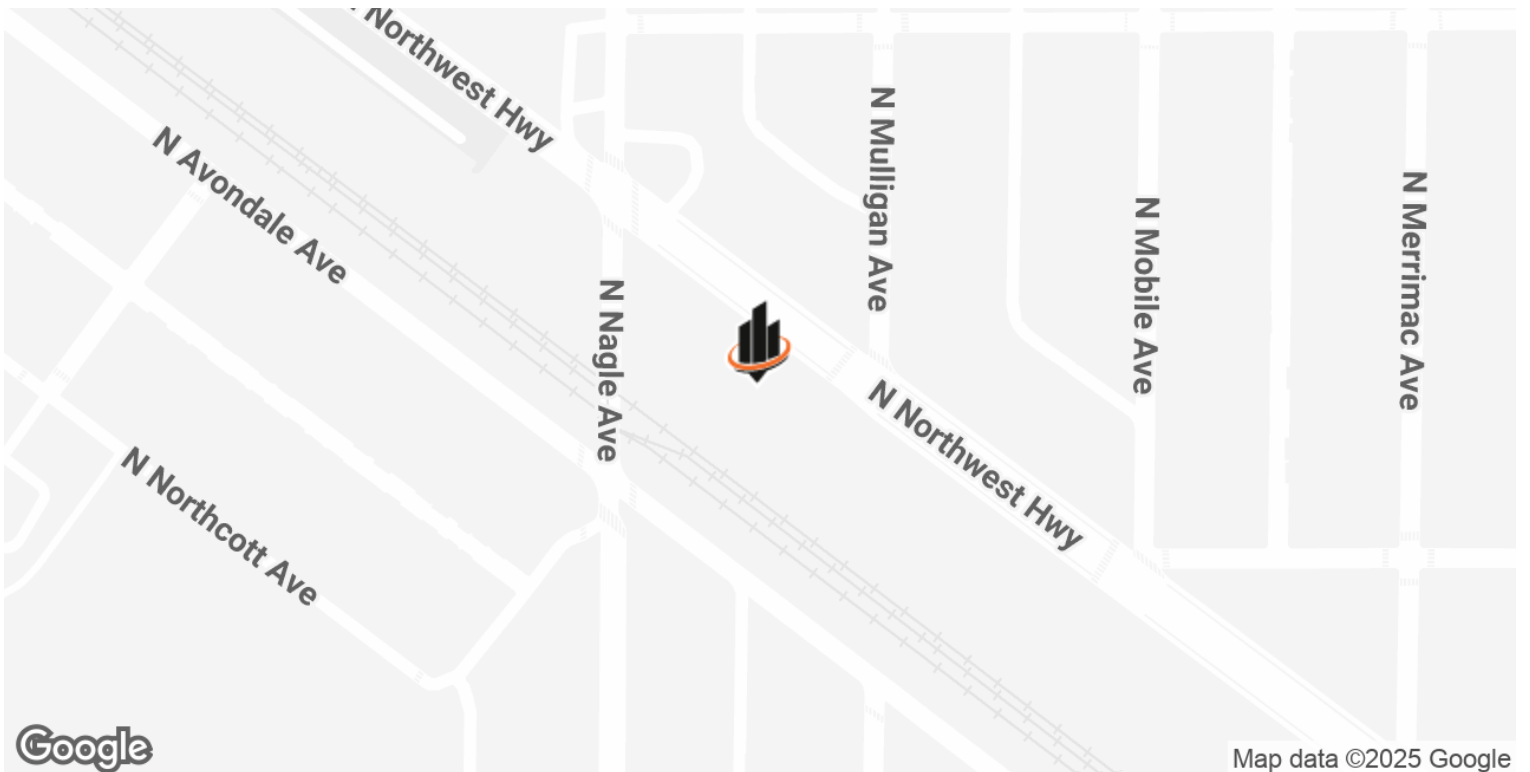 N Northwest Hwy
N Mulligan Ave
N Avondale Ave
N Merrimac Ave
N Mobile Ave
N Nagle Ave
N Northwest Hwy
N Northcott Ave
Google
Map data ©2025 Google